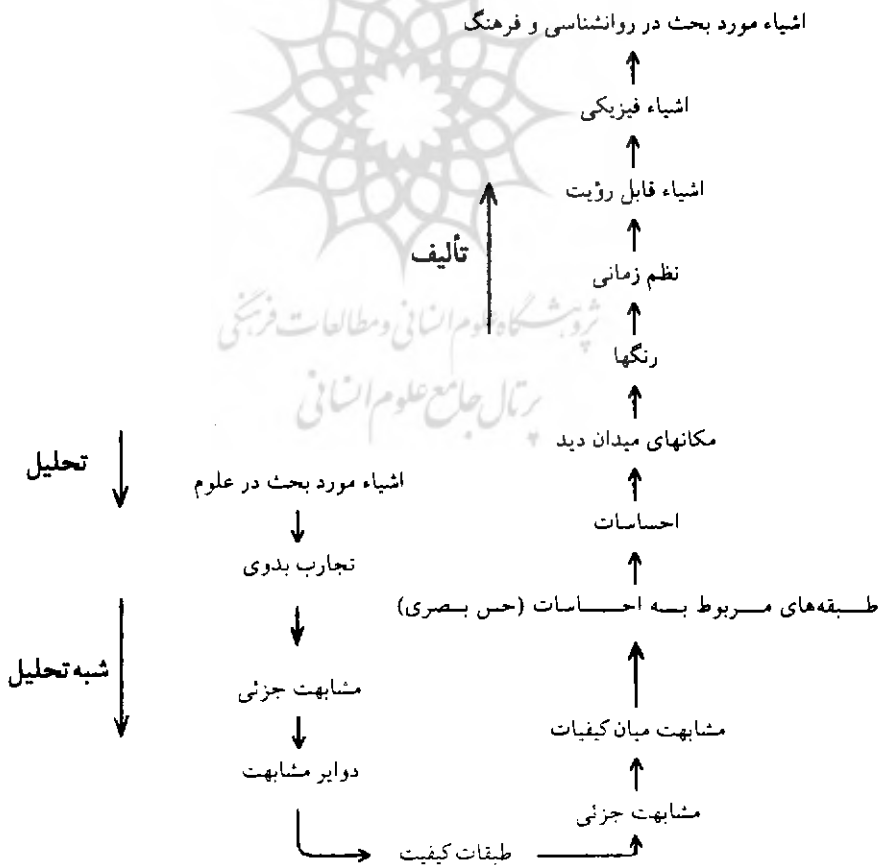 اشیاء مورد بحث در روانشناسی و فرهنگ
اشیاء فیزیکی
اشیاء قابل رؤیت
تألیف
نظم زمانی
پژوهشگاه علوم انسانی و مطالعات فرهنگی
رنگها
پرتال جامع علوم انسانی
مکانهای میدان دید
تحلیل
اشیاء مورد بحث در علوم
احساسات
تجارب بدوی
طبقه‌های مربوط به احساسات (حس بصری)
شبه تحلیل
مشابهت جزئی
مشابهت میان کیفیات
دوایر مشابهت
مشابهت جزئی
طبقات کیفیت